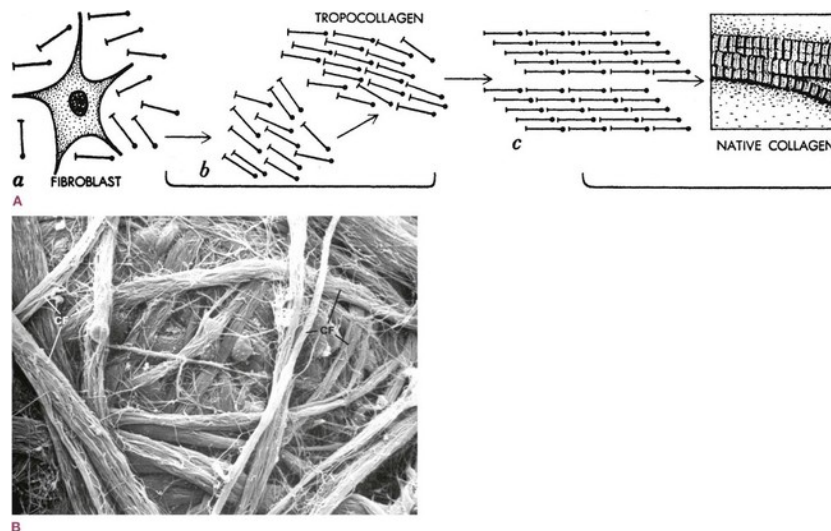 TROPOCOLLAGEN
a
FIBROBLAST
b
c
NATIVE COLLAGEN
A
CF
CF
B